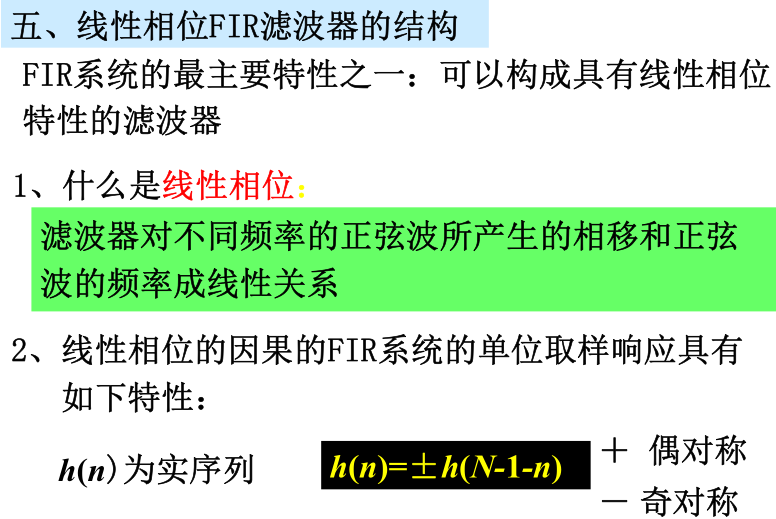 五、线性相位FIR滤波器的结构
FIR系统的最主要特性之一：可以构成具有线性相位
特性的滤波器
1、什么是线性相位：
滤波器对不同频率的正弦波所产生的相移和正弦
波的频率成线性关系
2、线性相位的因果的FIR系统的单位取样响应具有
如下特性：
h(n)为实序列
h(n)=±h(N-1-n)
＋ 偶对称
－ 奇对称